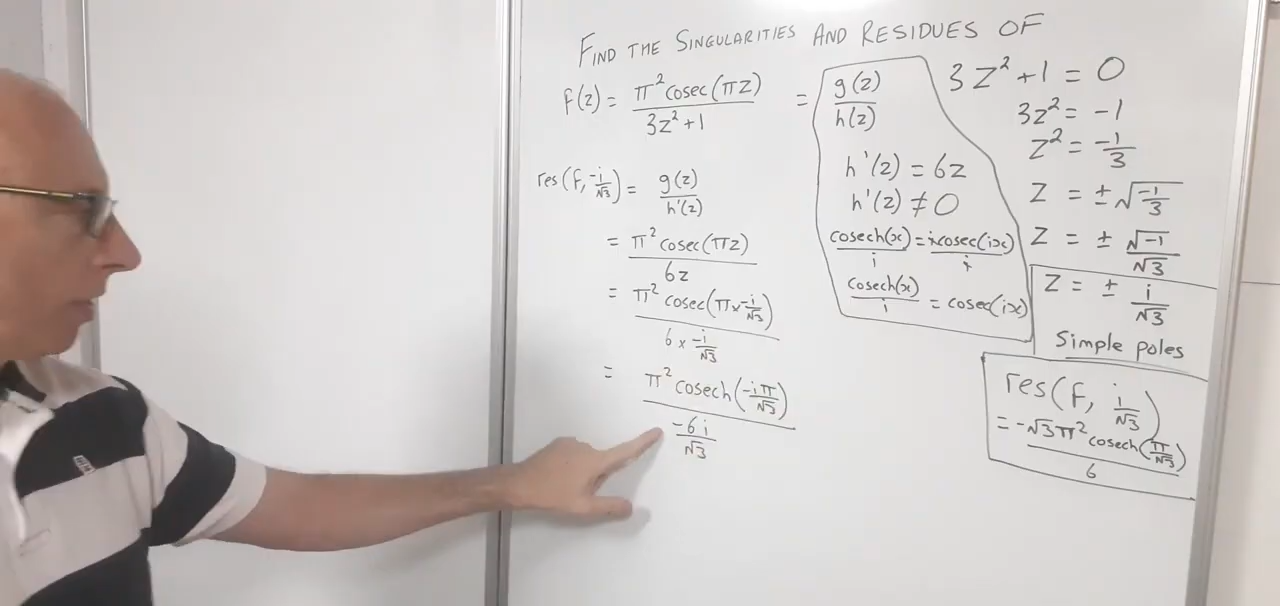 FIND THE SINGULARITIES AND RESIDUES OF
f(z) = π² cosec(πz) / 3z²+1 = g(z) / h(z)
res(f, -i/√3) = g(z) / h'(z)
= π² cosec(πz) / 6z
= π² cosec(π x -i/√3) / 6 x -i/√3
= π² cosech(-iπ/√3) / -6i/√3
h'(z) = 6z
h'(z) ≠ 0
cosech(x)/i = i cosec(ix)/i
cosech(x)/i = cosec(ix)
3z²+1 = 0
3z² = -1
z² = -1/3
z = ±√-1/3
z = ± √-1/√3
z = ± i/√3
Simple poles
res(f, i/√3)
= -√3π² cosech(π/√3) / 6